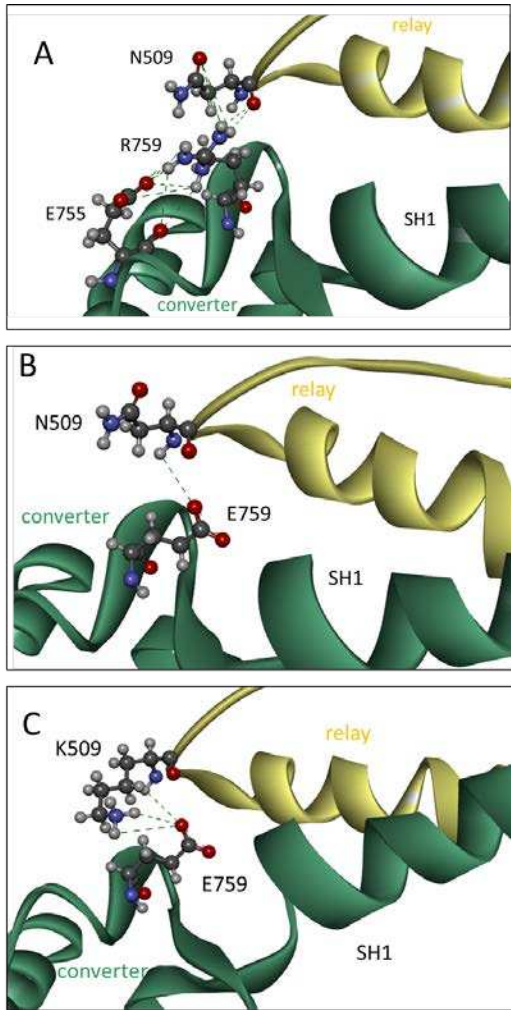 A
N509
relay
R759
E755
SH1
converter
B
relay
N509
converter
E759
SH1
C
K509
relay
E759
converter
SH1